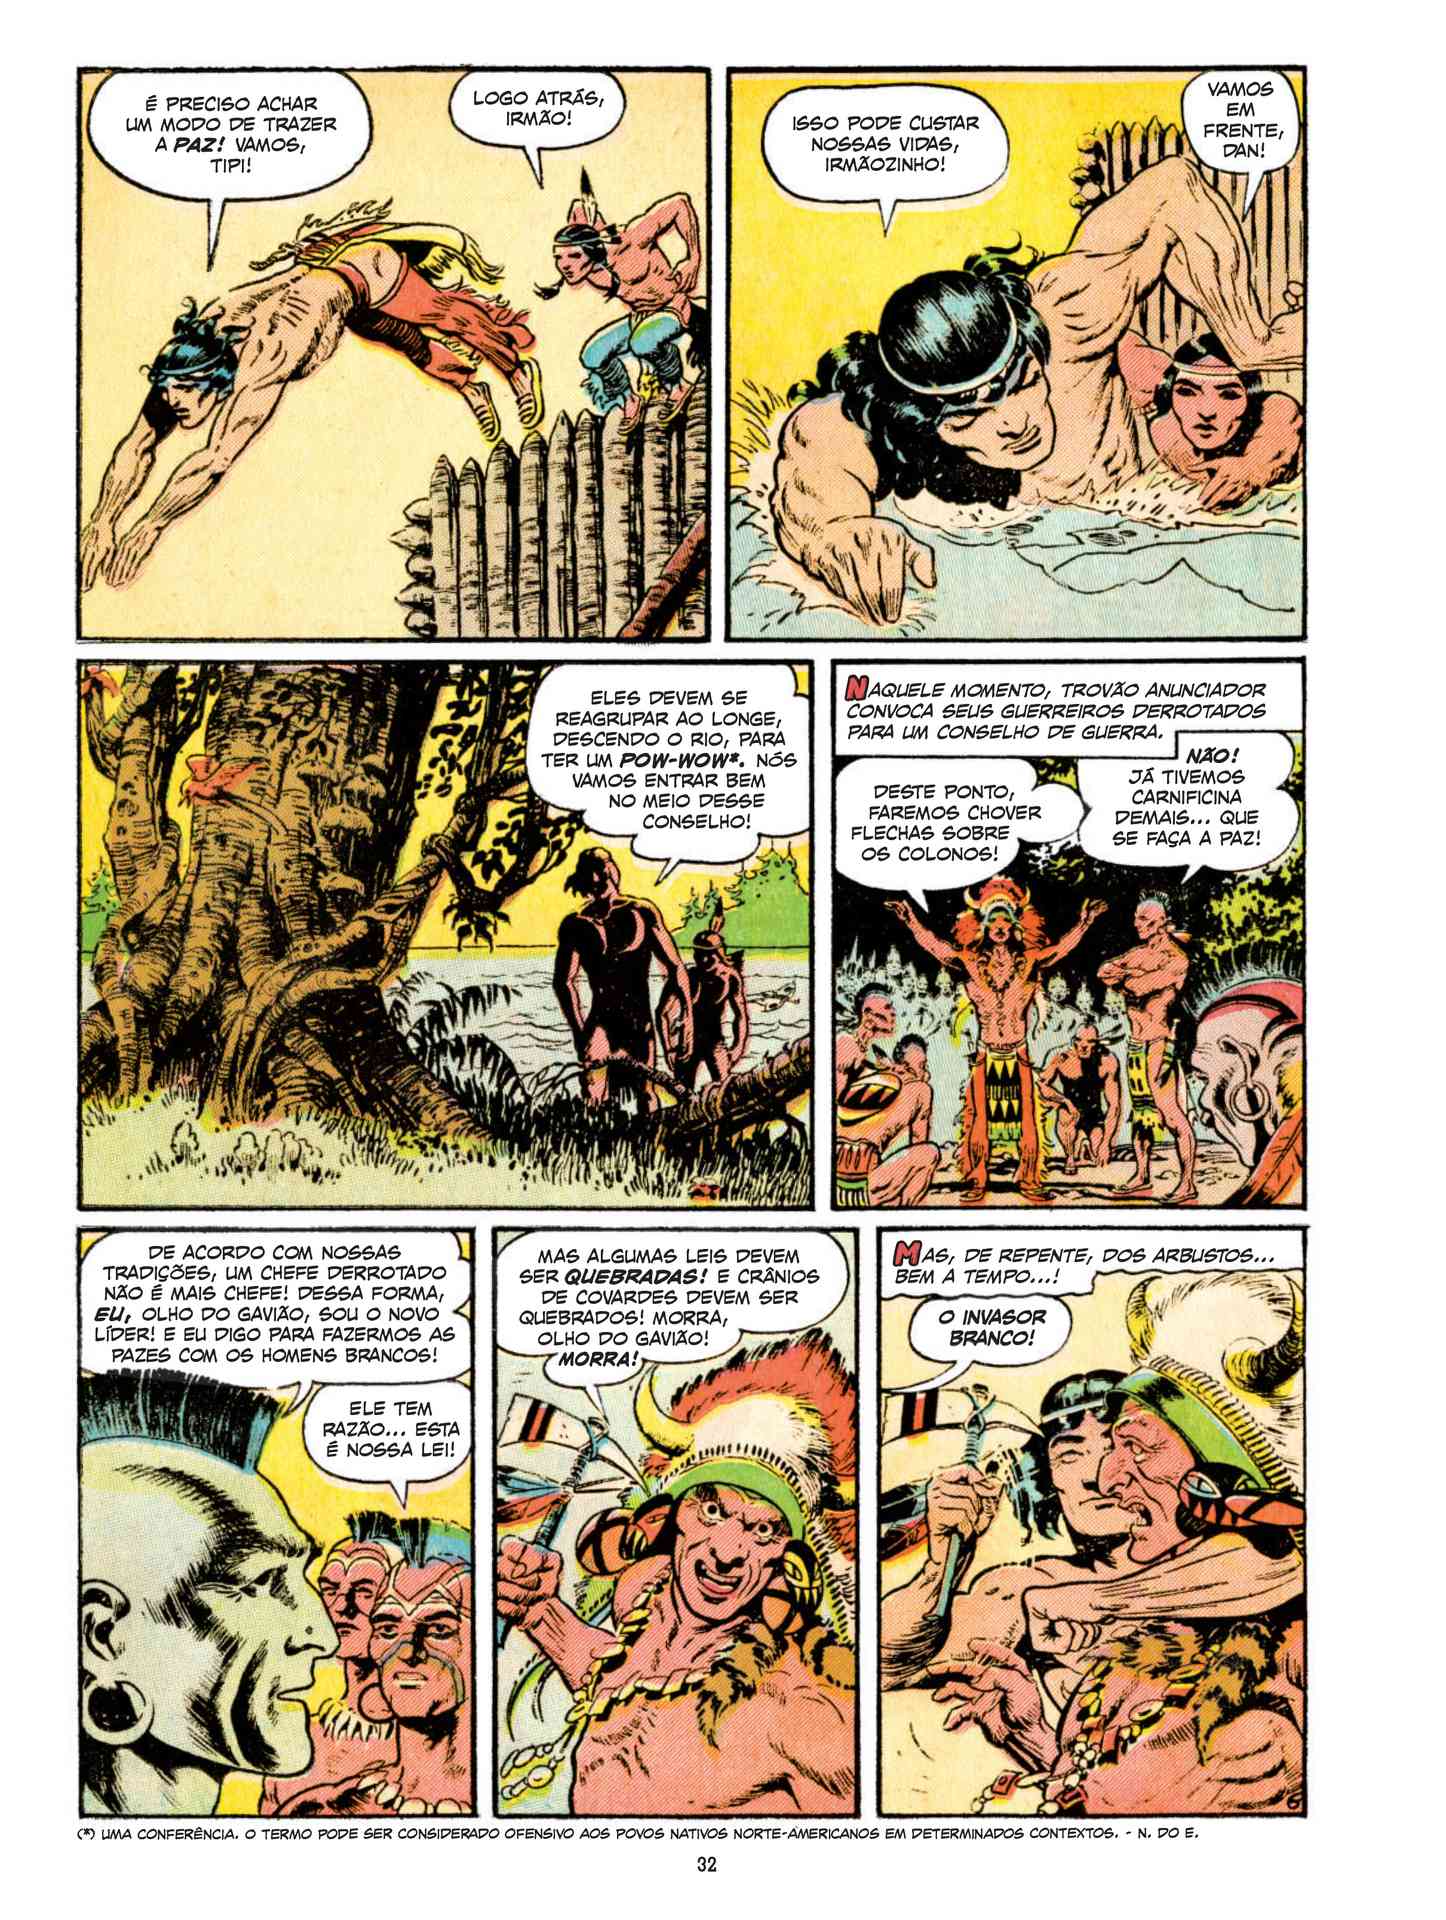 É PRECISO ACHAR
UM MODO DE TRAZER
A PAZ! VAMOS,
TIPI!
LOGO ATRÁS,
IRMÃO!
ISSO PODE CUSTAR
NOSSAS VIDAS,
IRMÃOZINHO!
VAMOS
EM
FRENTE,
DAN!
ELES DEVEM SE
REAGRUPAR AO LONGE,
DESCENDO O RIO, PARA
TER UM POW-WOW*. NÓS
VAMOS ENTRAR BEM
NO MEIO DESSE
CONSELHO!
NAQUELE MOMENTO, TROVÃO ANUNCIADOR
CONVOCA SEUS GUERREIROS DERROTADOS
PARA UM CONSELHO DE GUERRA.
DESTE PONTO,
FAREMOS CHOVER
FLECHAS SOBRE
OS COLONOS!
NÃO!
JÁ TIVEMOS
CARNIFICINA
DEMAIS... QUE
SE FAÇA A PAZ!
DE ACORDO COM NOSSAS
TRADIÇÕES, UM CHEFE DERROTADO
NÃO É MAIS CHEFE! DESSA FORMA,
EU, OLHO DO GAVIÃO, SOU O NOVO
LÍDER! E EU DIGO PARA FAZERMOS AS
PAZES COM OS HOMENS BRANCOS!
ELE TEM
RAZÃO... ESTA
É NOSSA LEI!
MAS ALGUMAS LEIS DEVEM
SER QUEBRADAS! E CRÂNIOS
DE COVARDES DEVEM SER
QUEBRADOS! MORRA,
OLHO DO GAVIÃO!
MORRA!
MAS, DE REPENTE, DOS ARBUSTOS...
BEM A TEMPO...!
O INVASOR
BRANCO!
6
(*) UMA CONFERÊNCIA. O TERMO PODE SER CONSIDERADO OFENSIVO AOS POVOS NATIVOS NORTE-AMERICANOS EM DETERMINADOS CONTEXTOS. - N. DO E.
32